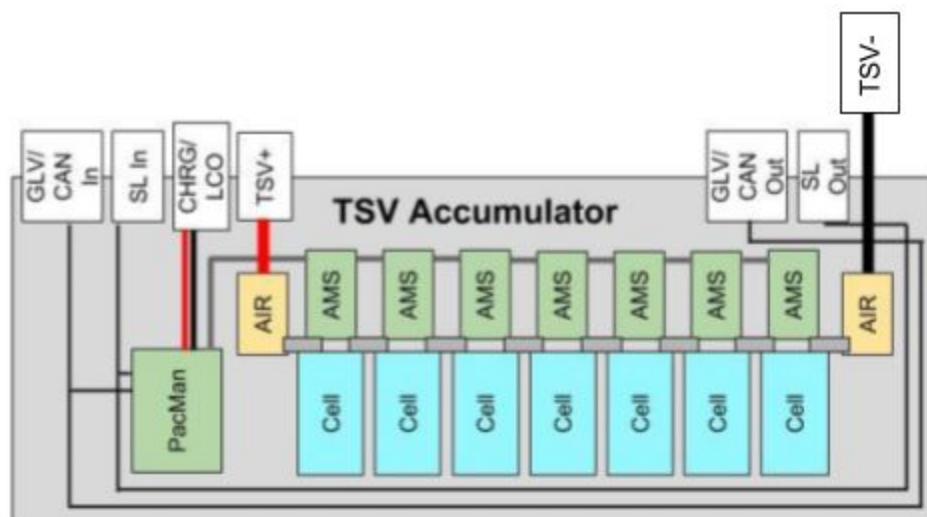 TSV-
GLV/
CAN
In
SL In
CHRG/
LCO
TSV+
GLV/
CAN
Out
SL
Out
TSV Accumulator
AIR
AMS
AMS
AMS
AMS
AMS
AMS
AMS
AIR
PacMan
Cell
Cell
Cell
Cell
Cell
Cell
Cell